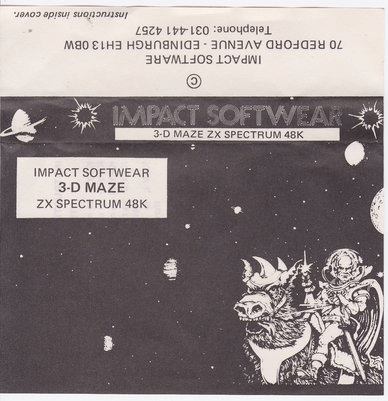 Instructions inside cover.
Telephone: 031 441 4257
70 REDFORD AVENUE - EDINBURGH EH13 0BW
IMPACT SOFTWARE
©
IMPACT SOFTWEAR
3-D MAZE ZX SPECTRUM 48K
IMPACT SOFTWEAR
3-D MAZE
ZX SPECTRUM 48K